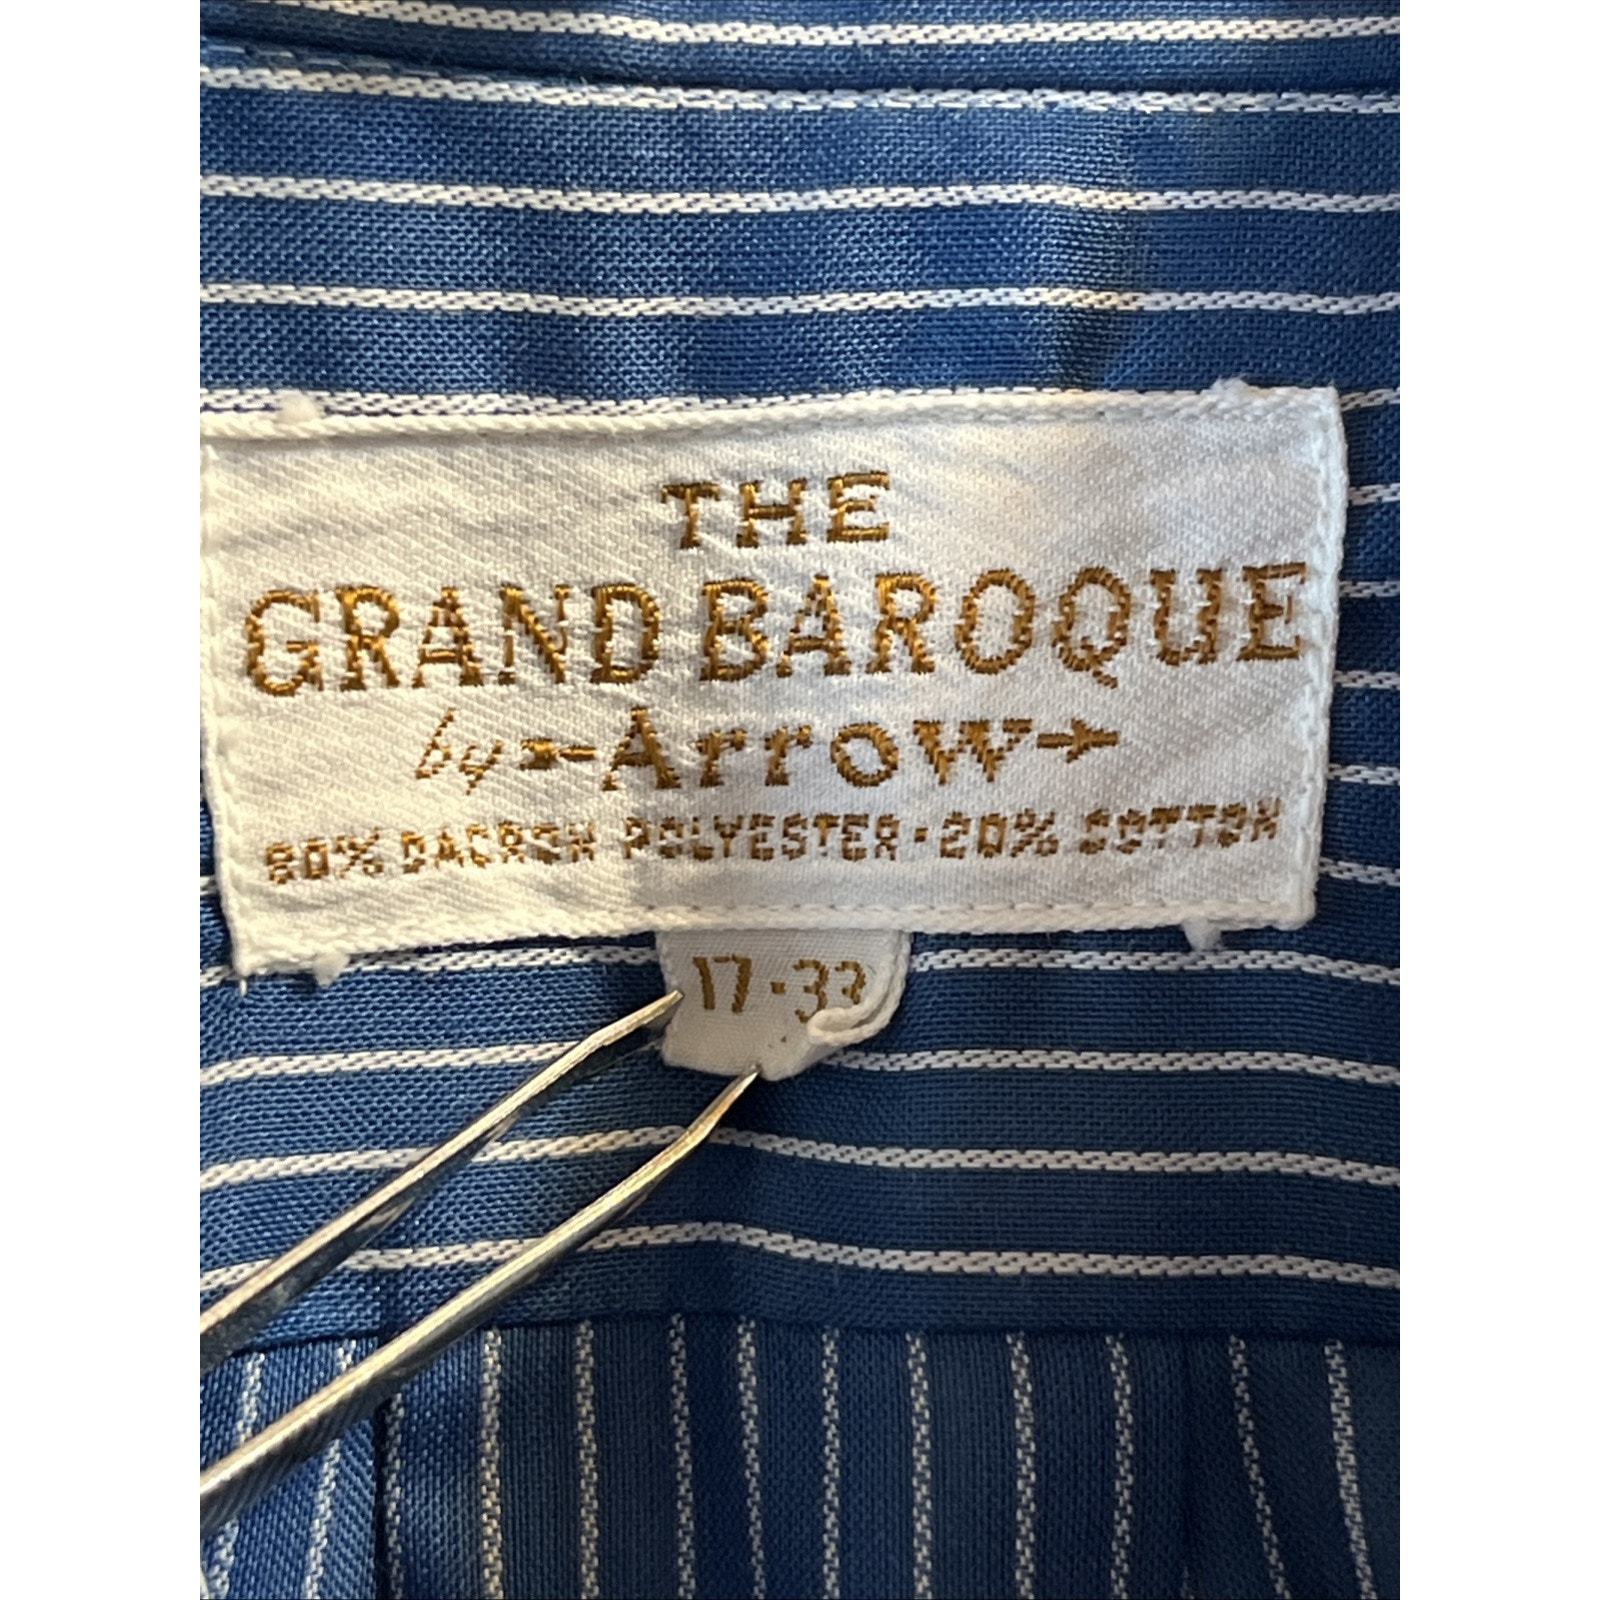 THE
GRAND BAROQUE
by Arrow
80% DACRON POLYESTER · 20% COTTON
17·33